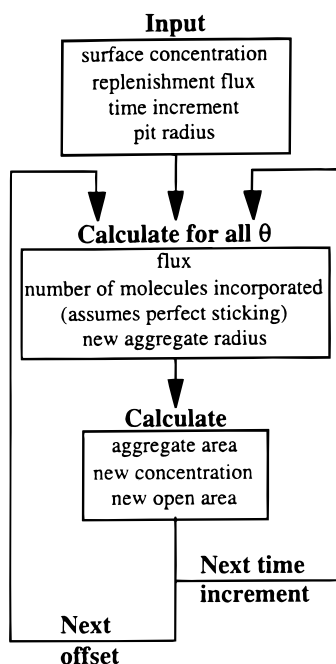 Input
surface concentration
replenishment flux
time increment
pit radius
Calculate for all θ
flux
number of molecules incorporated
(assumes perfect sticking)
new aggregate radius
Calculate
aggregate area
new concentration
new open area
Next time
increment
Next
offset